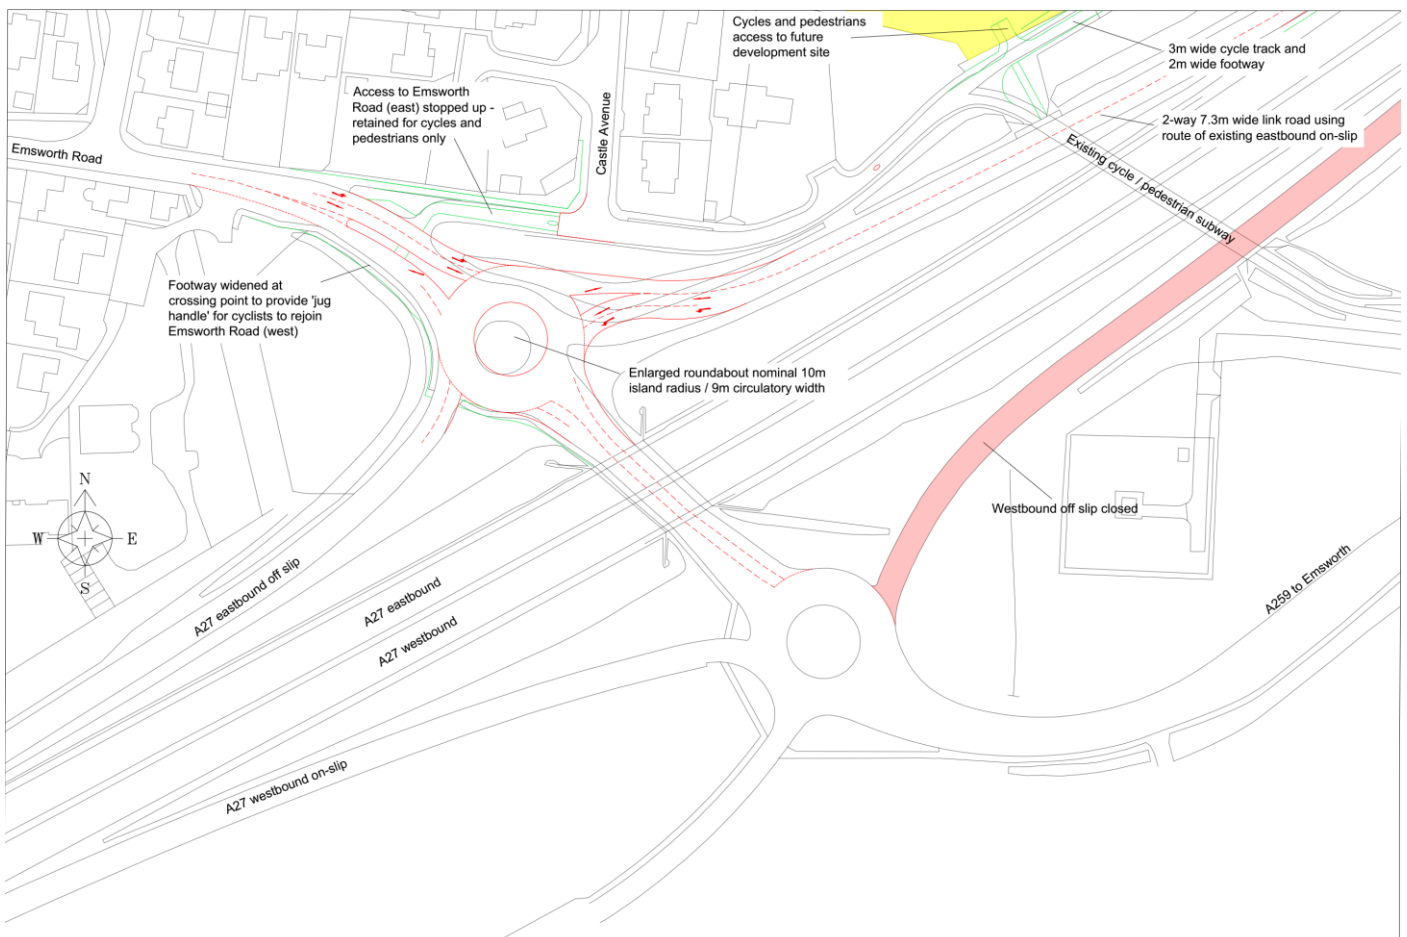 Cycles and pedestrians
access to future
development site
3m wide cycle track and
2m wide footway
Access to Emsworth
Road (east) stopped up -
retained for cycles and
pedestrians only
Castle Avenue
2-way 7.3m wide link road using
route of existing eastbound on-slip
Emsworth Road
Existing cycle / pedestrian subway
Footway widened at
crossing point to provide 'jug
handle' for cyclists to rejoin
Emsworth Road (west)
Enlarged roundabout nominal 10m
island radius / 9m circulatory width
N
W
E
S
Westbound off slip closed
A27 eastbound off slip
A27 eastbound
A27 westbound
A259 to Emsworth
A27 westbound on-slip